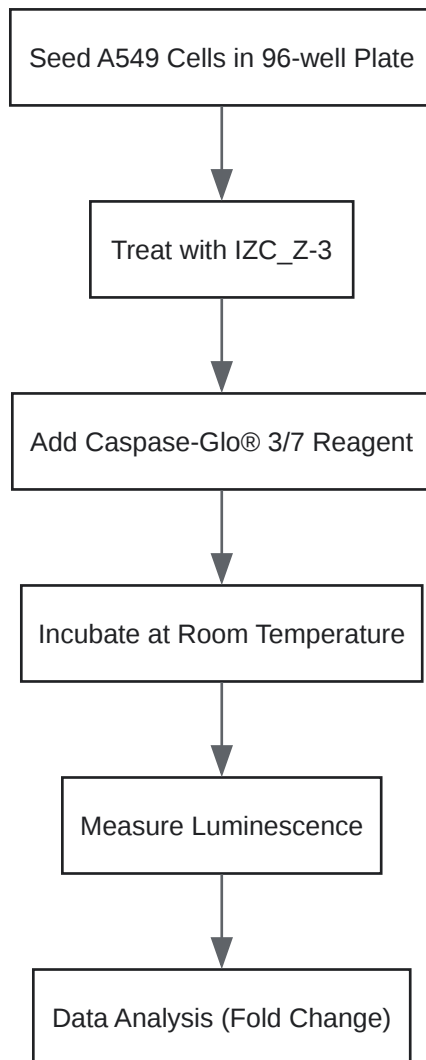 Seed A549 Cells in 96-well Plate
Treat with IZC_Z-3
Add Caspase-Glo® 3/7 Reagent
Incubate at Room Temperature
Measure Luminescence
Data Analysis (Fold Change)